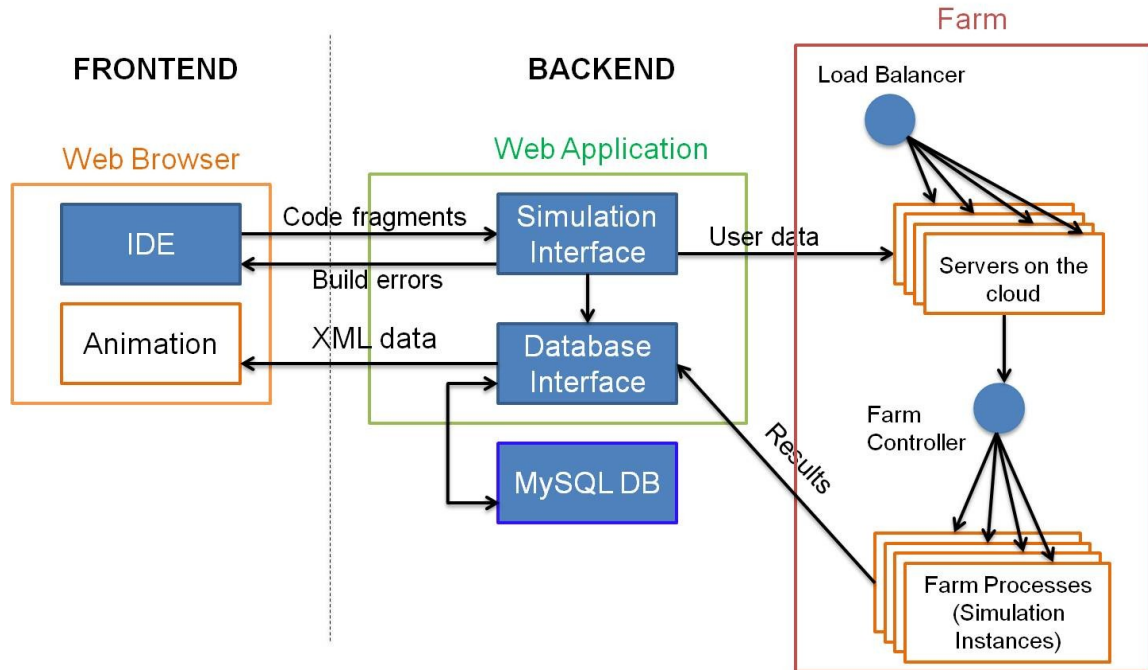 Farm
FRONTEND
BACKEND
Load Balancer
Web Browser
Web Application
IDE
Code fragments
Simulation
Interface
User data
Build errors
Servers on the
cloud
Animation
XML data
Database
Interface
Farm
Controller
Results
MySQL DB
Farm Processes
(Simulation
Instances)